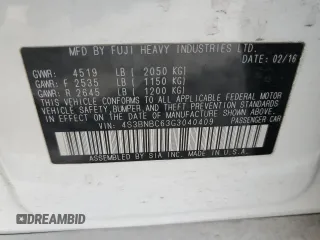 MFD. BY FUJI HEAVY INDUSTRIES LTD.
DATE: 02/16
GVWR: 4519 LB ( 2050 KG)
GAWR: F 2535 LB ( 1150 KG)
GAWR: R 2645 LB ( 1200 KG)
THIS VEHICLE CONFORMS TO ALL APPLICABLE FEDERAL MOTOR
VEHICLE SAFETY, BUMPER, AND THEFT PREVENTION STANDARDS
IN EFFECT ON THE DATE OF MANUFACTURE SHOWN ABOVE.
VIN: 4S3BNBC63G3040409 PASSENGER CAR
ASSEMBLED BY SIA INC. IN U.S.A.
DREAMBID